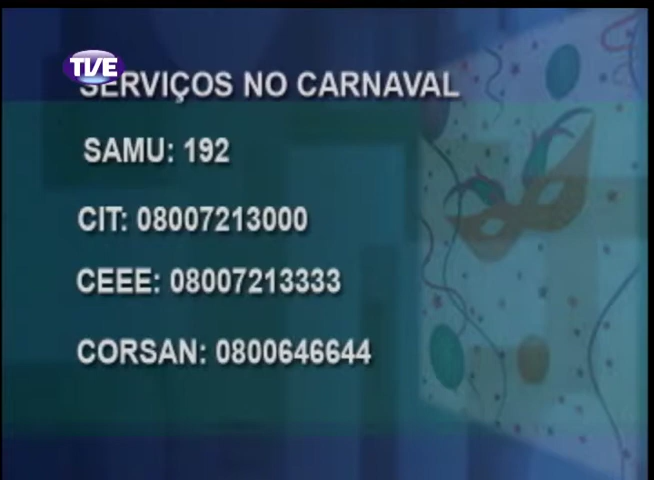 TVE
SERVIÇOS NO CARNAVAL
SAMU: 192
CIT: 08007213000
CEEE: 08007213333
CORSAN: 0800646644